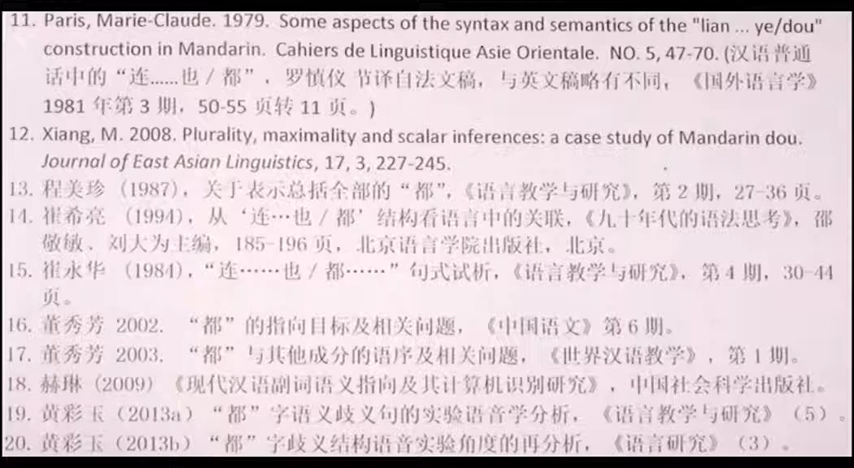 11. Paris, Marie-Claude. 1979. Some aspects of the syntax and semantics of the "lian ... ye/dou"
construction in Mandarin. Cahiers de Linguistique Asie Orientale. NO. 5, 47-70. (汉语普通
话中的“连……也/都”, 罗慎仪 节译自法文稿, 与英文稿略有不同, 《国外语言学》
1981 年第 3 期, 50-55 页转 11 页。)
12. Xiang, M. 2008. Plurality, maximality and scalar inferences: a case study of Mandarin dou.
Journal of East Asian Linguistics, 17, 3, 227-245.
13. 程美珍 (1987), 关于表示总括全部的“都”, 《语言教学与研究》, 第 2 期, 27-36 页。
14. 崔希亮 (1994), 从‘连…也/都’结构看语言中的关联, 《九十年代的语法思考》, 邵
敬敏、刘大为主编, 185-196 页, 北京语言学院出版社, 北京。
15. 崔永华 (1984), “连……也/都……”句式试析, 《语言教学与研究》, 第 4 期, 30-44
页。
16. 董秀芳 2002. “都”的指向目标及相关问题, 《中国语文》第 6 期。
17. 董秀芳 2003. “都”与其他成分的语序及相关问题, 《世界汉语教学》, 第 1 期。
18. 赫琳 (2009) 《现代汉语副词语义指向及其计算机识别研究》, 中国社会科学出版社。
19. 黄彩玉（2013a）“都”字语义歧义句的实验语音学分析, 《语言教学与研究》（5）。
20. 黄彩玉（2013b）“都”字歧义结构语音实验角度的再分析, 《语言研究》（3）。